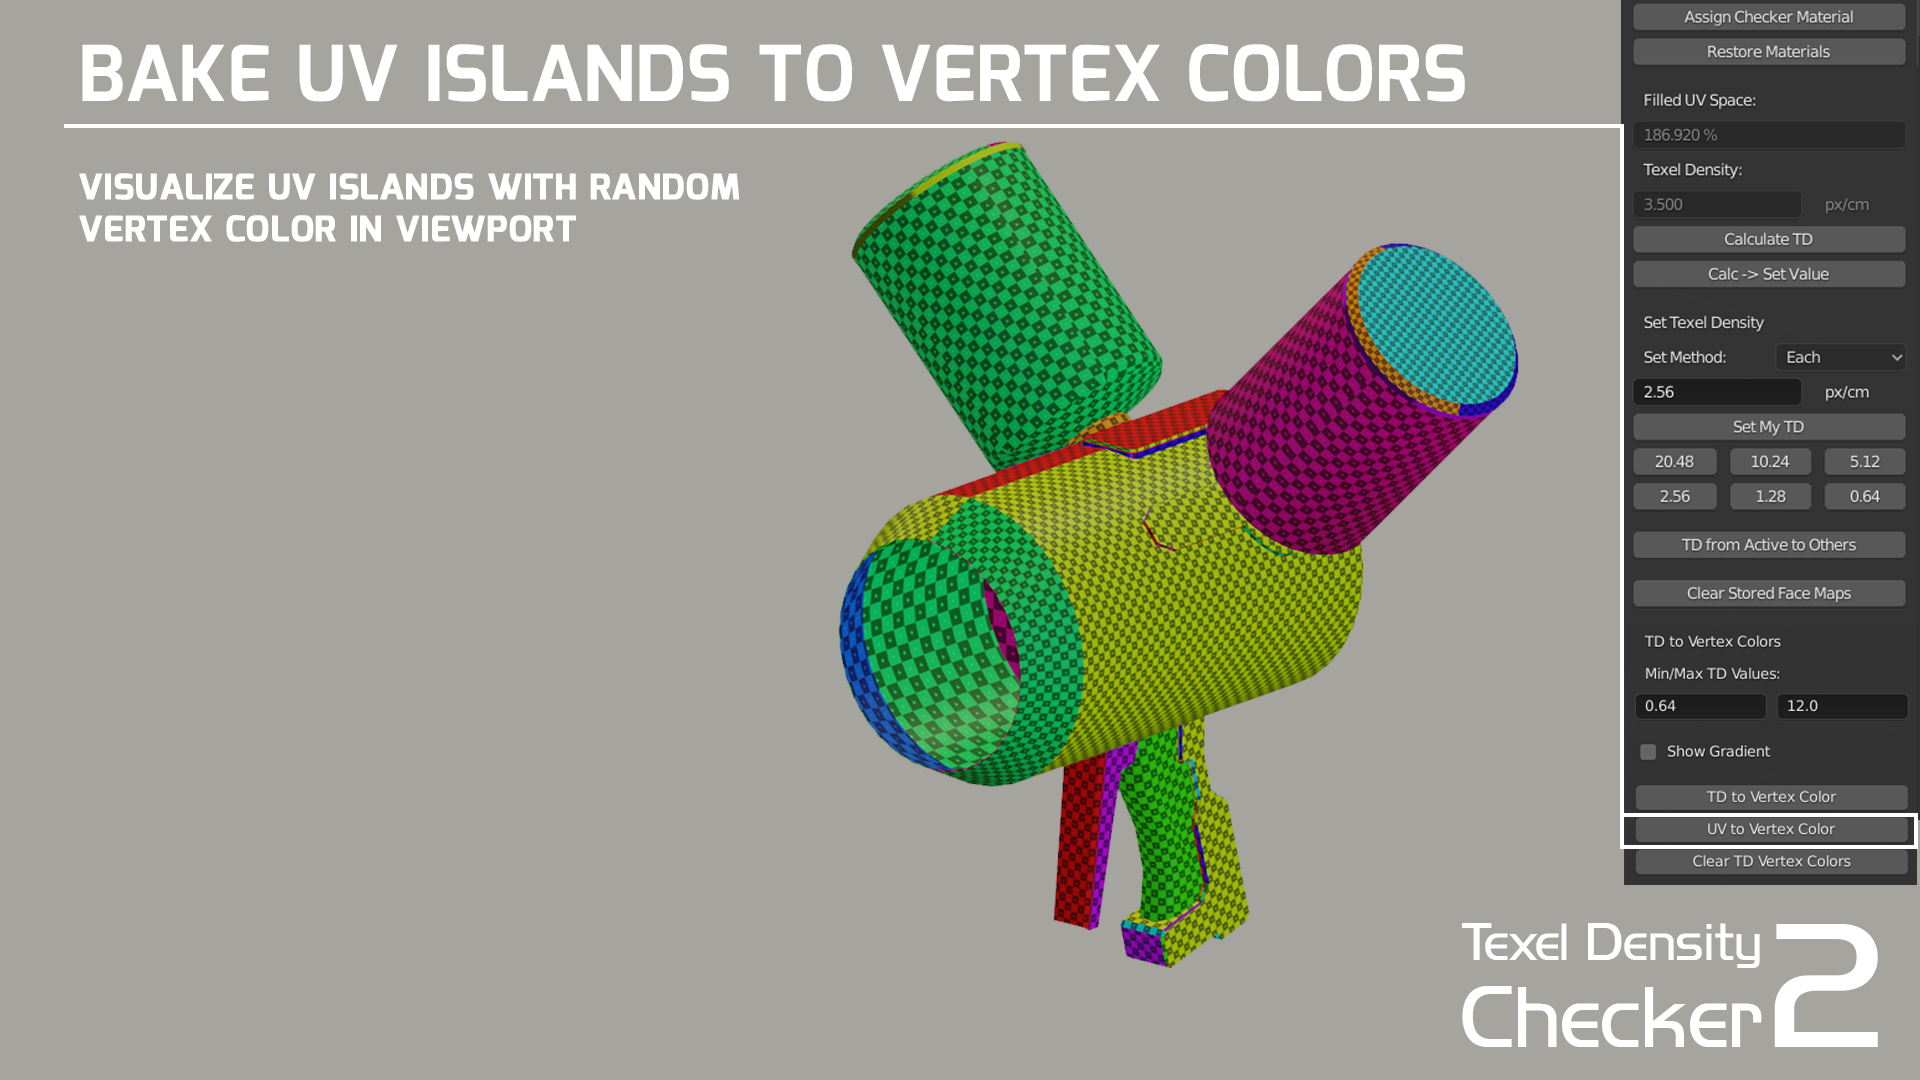 BAKE UV ISLANDS TO VERTEX COLORS
VISUALIZE UV ISLANDS WITH RANDOM
VERTEX COLOR IN VIEWPORT
Assign Checker Material
Restore Materials
Filled UV Space:
186.920 %
Texel Density:
3.500 px/cm
Calculate TD
Calc -> Set Value
Set Texel Density
Set Method: Each
2.56 px/cm
Set My TD
20.48 10.24 5.12
2.56 1.28 0.64
TD from Active to Others
Clear Stored Face Maps
TD to Vertex Colors
Min/Max TD Values:
0.64 12.0
Show Gradient
TD to Vertex Color
UV to Vertex Color
Clear TD Vertex Colors
Texel Density
Checker 2